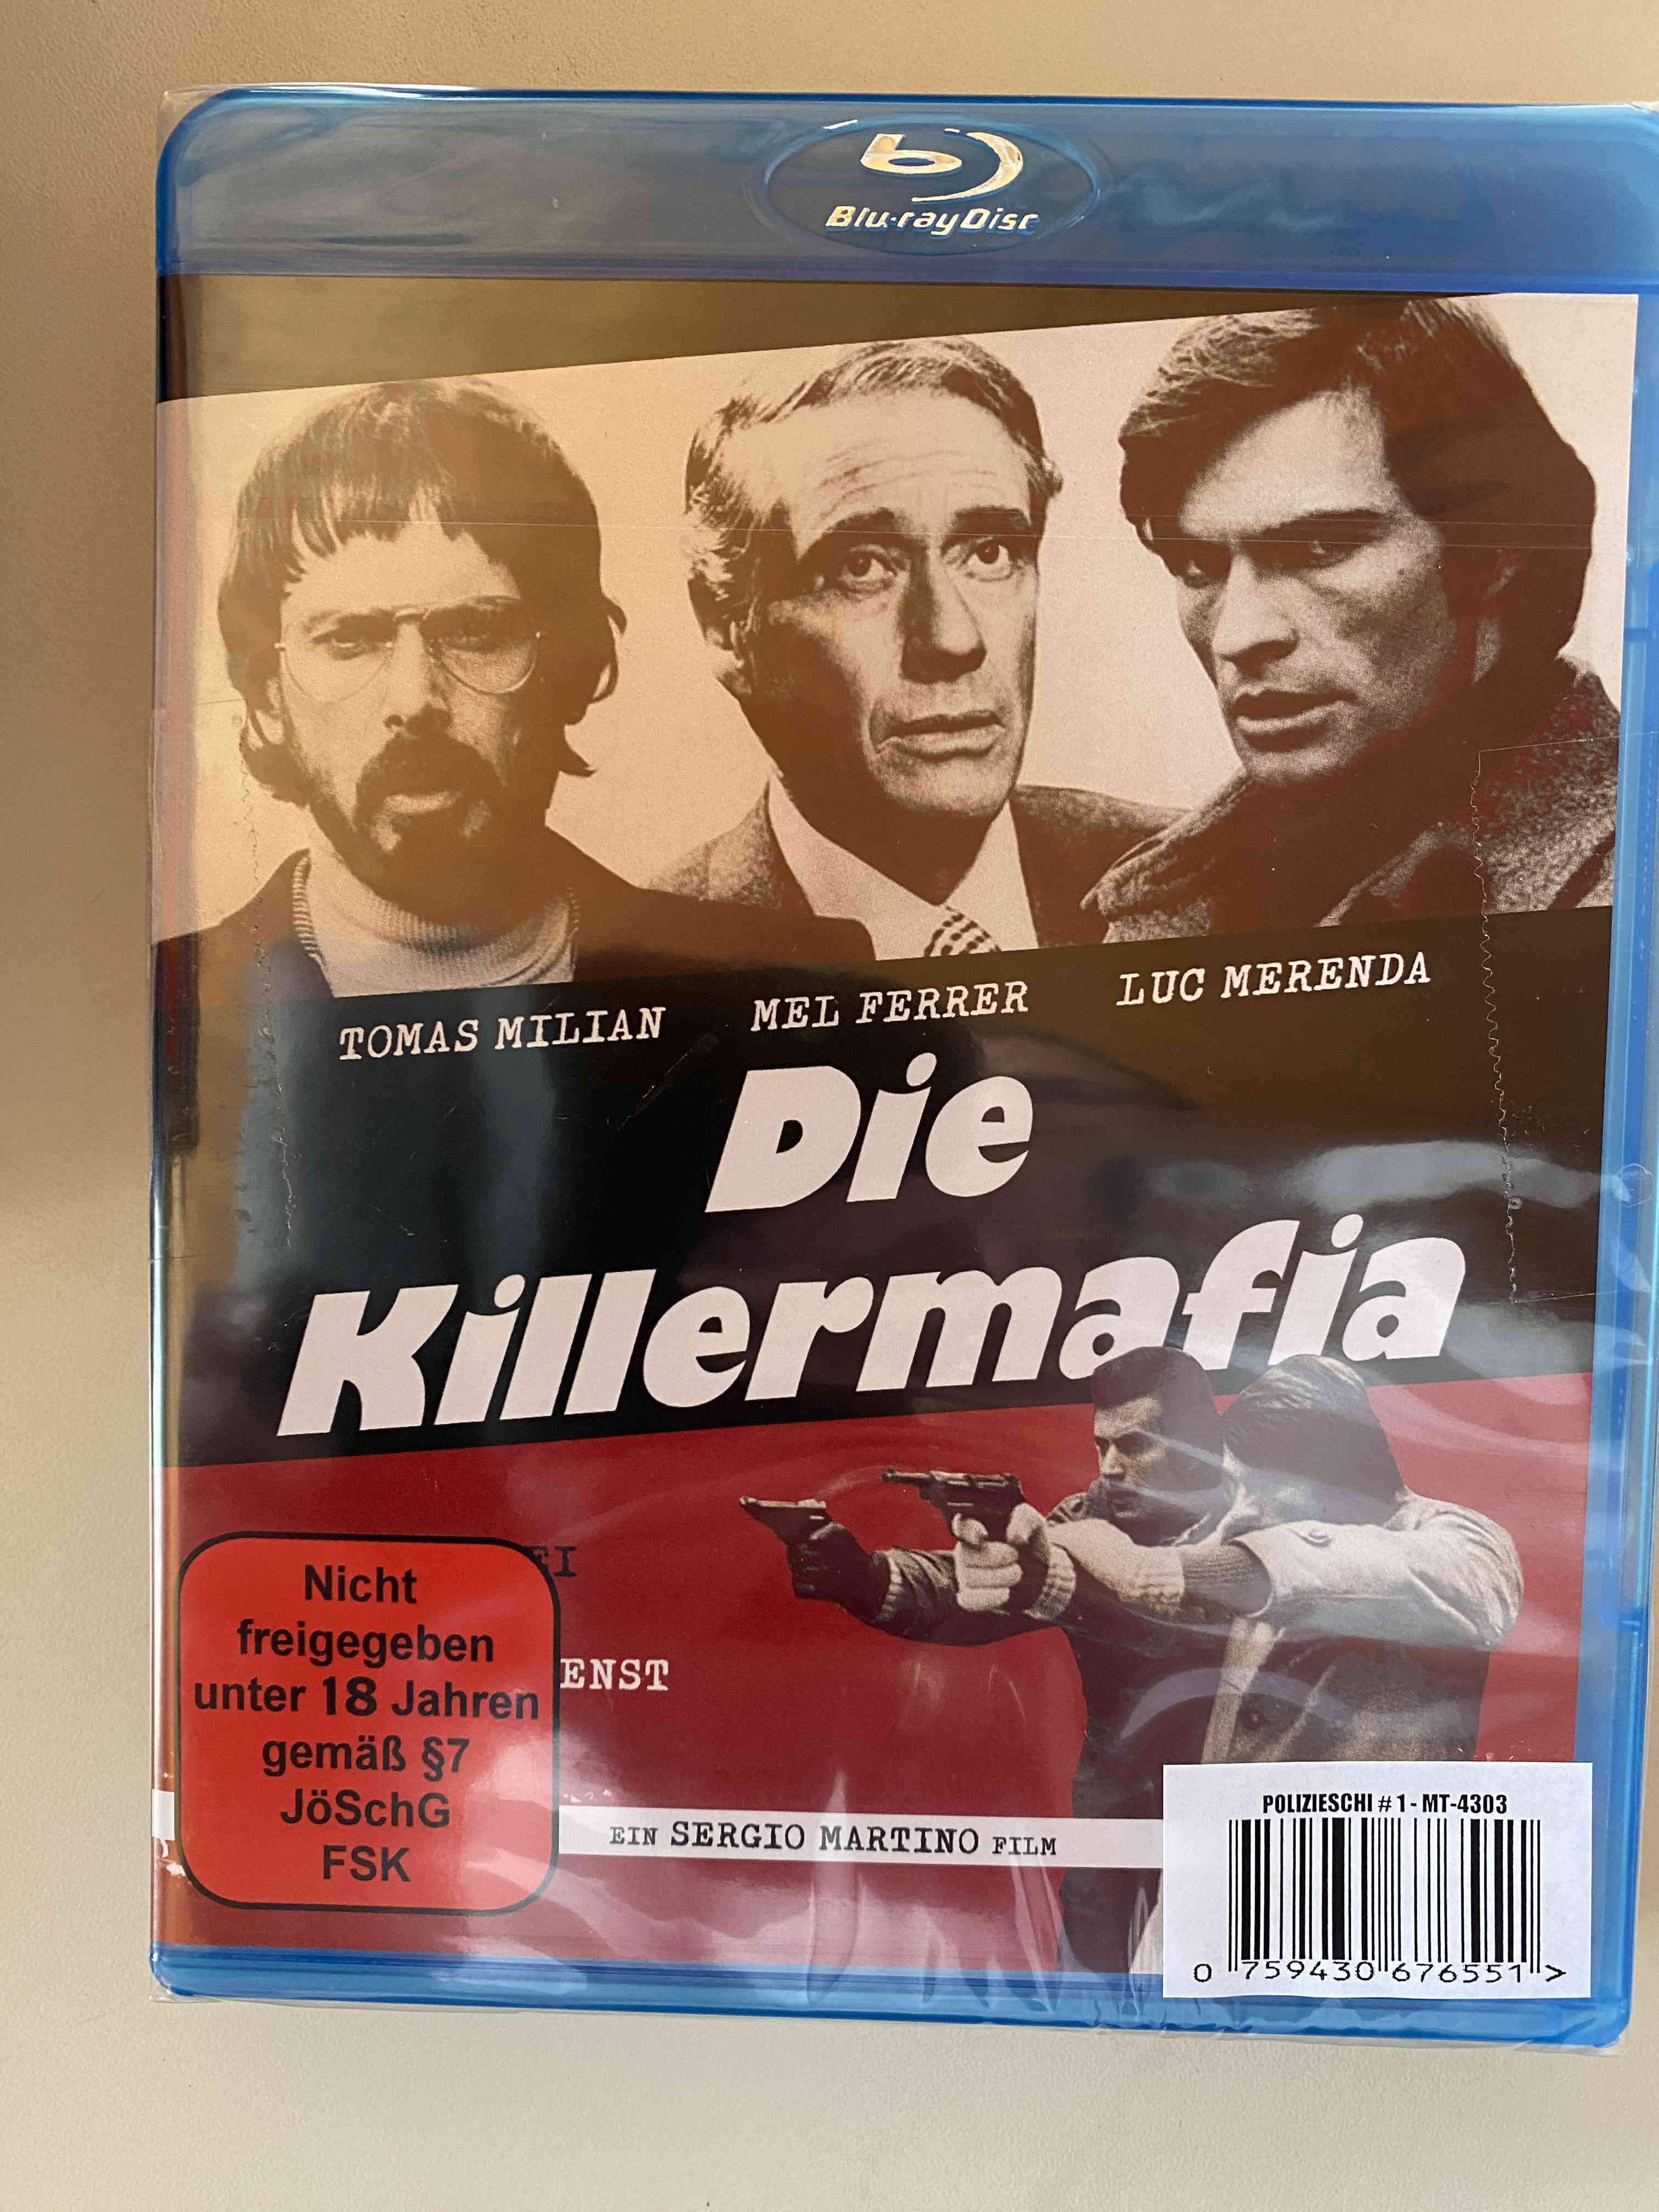 Blu-ray Disc
TOMAS MILIAN MEL FERRER LUC MERENDA
Die
Killermafia
Nicht
freigegeben
unter 18 Jahren
gemäß §7
JöSchG
FSK
EI
ENST
EIN SERGIO MARTINO FILM
POLIZIESCHI # 1 - MT-4303
0 759430 676551 >